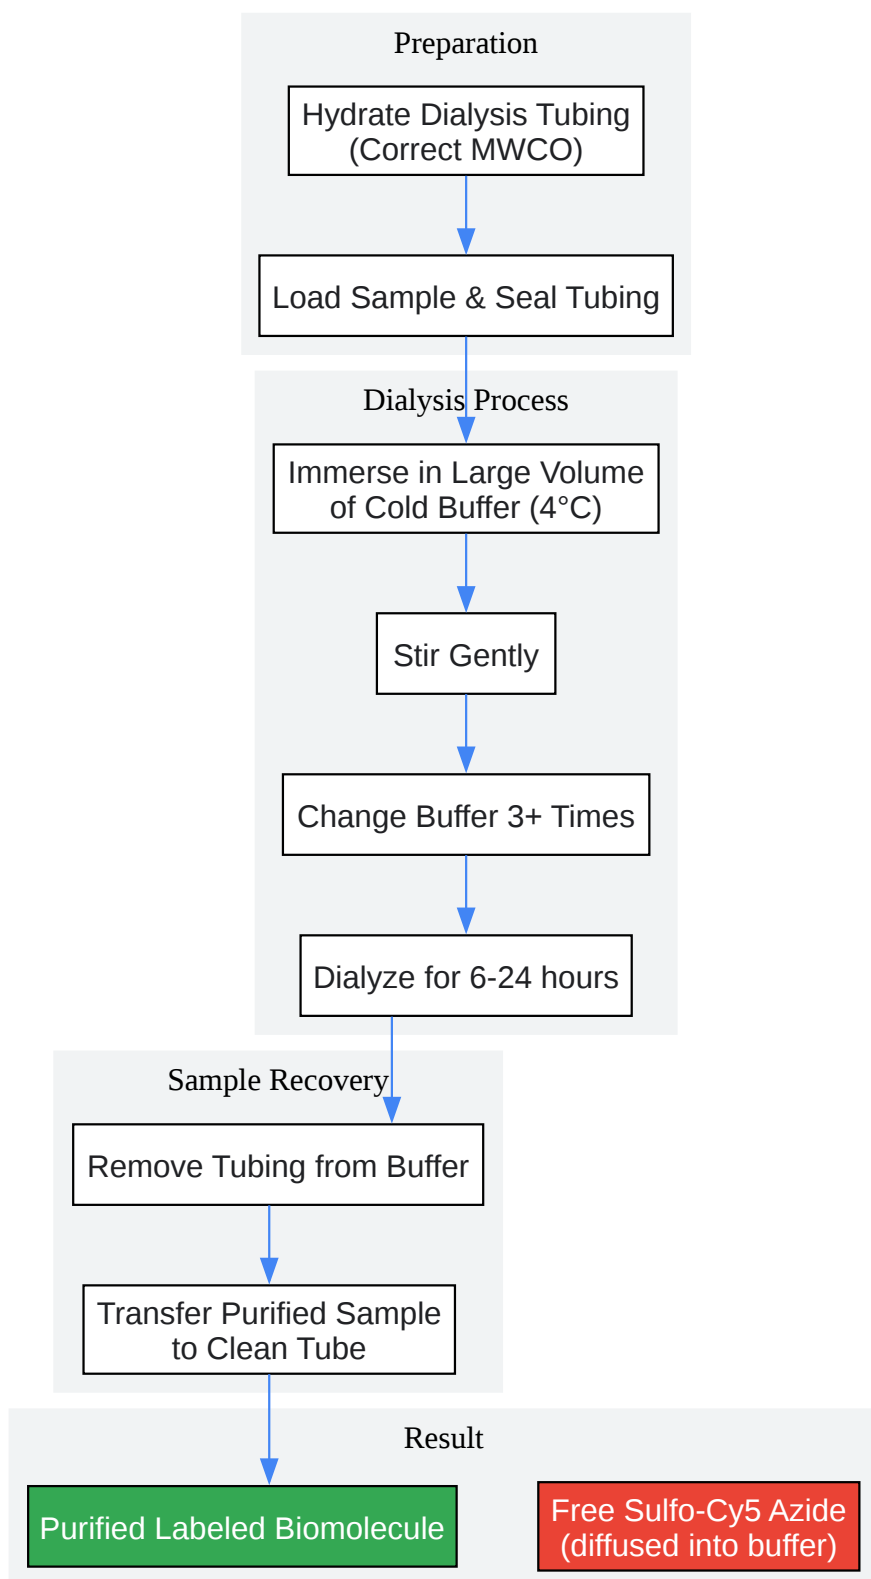 Preparation
Hydrate Dialysis Tubing
(Correct MWCO)
Load Sample & Seal Tubing
Dialysis Process
Immerse in Large Volume
of Cold Buffer (4°C)
Stir Gently
Change Buffer 3+ Times
Dialyze for 6-24 hours
Sample Recovery
Remove Tubing from Buffer
Transfer Purified Sample
to Clean Tube
Result
Purified Labeled Biomolecule
Free Sulfo-Cy5 Azide
(diffused into buffer)